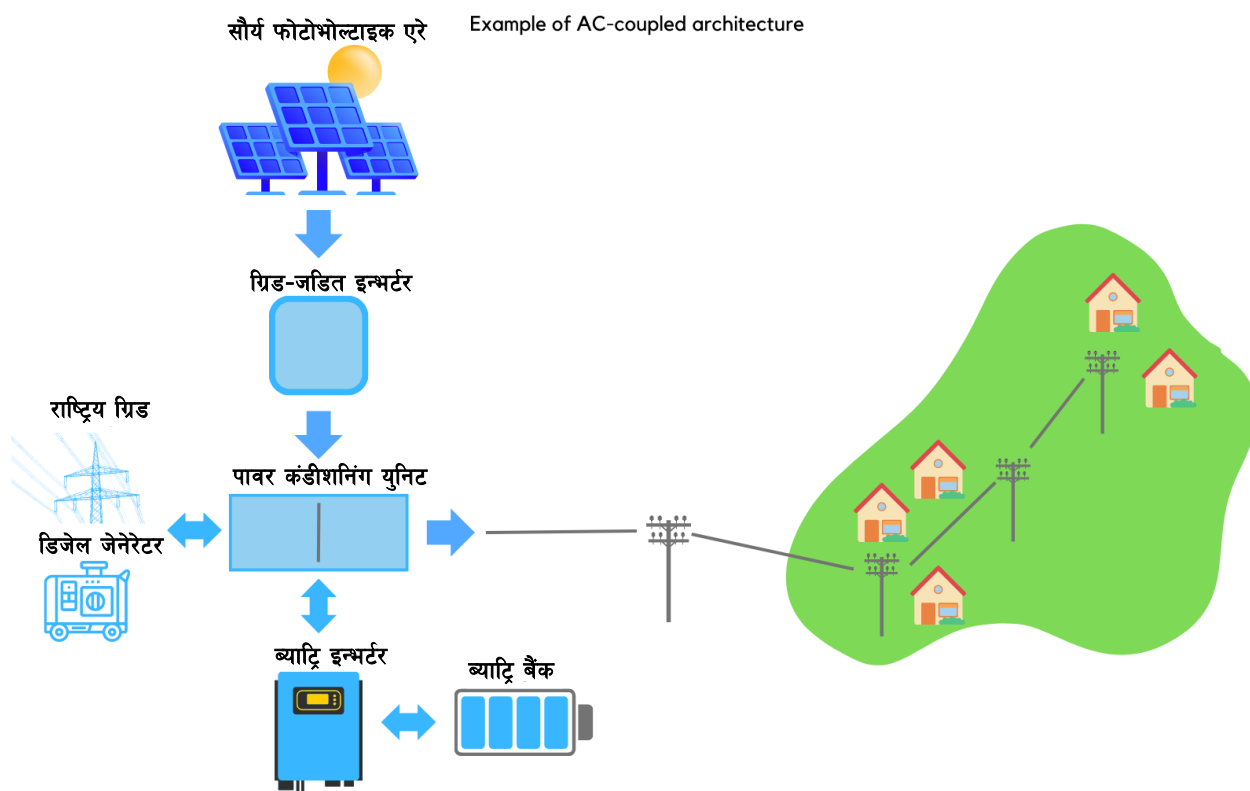 Example of AC-coupled architecture
सौर्य फोटोभोल्टाइक एरे
ग्रिड-जडित इन्भर्टर
राष्ट्रिय ग्रिड
पावर कंडीशनिंग युनिट
डिजेल जेनेरेटर
ब्याट्रि इन्भर्टर
ब्याट्रि बैंक